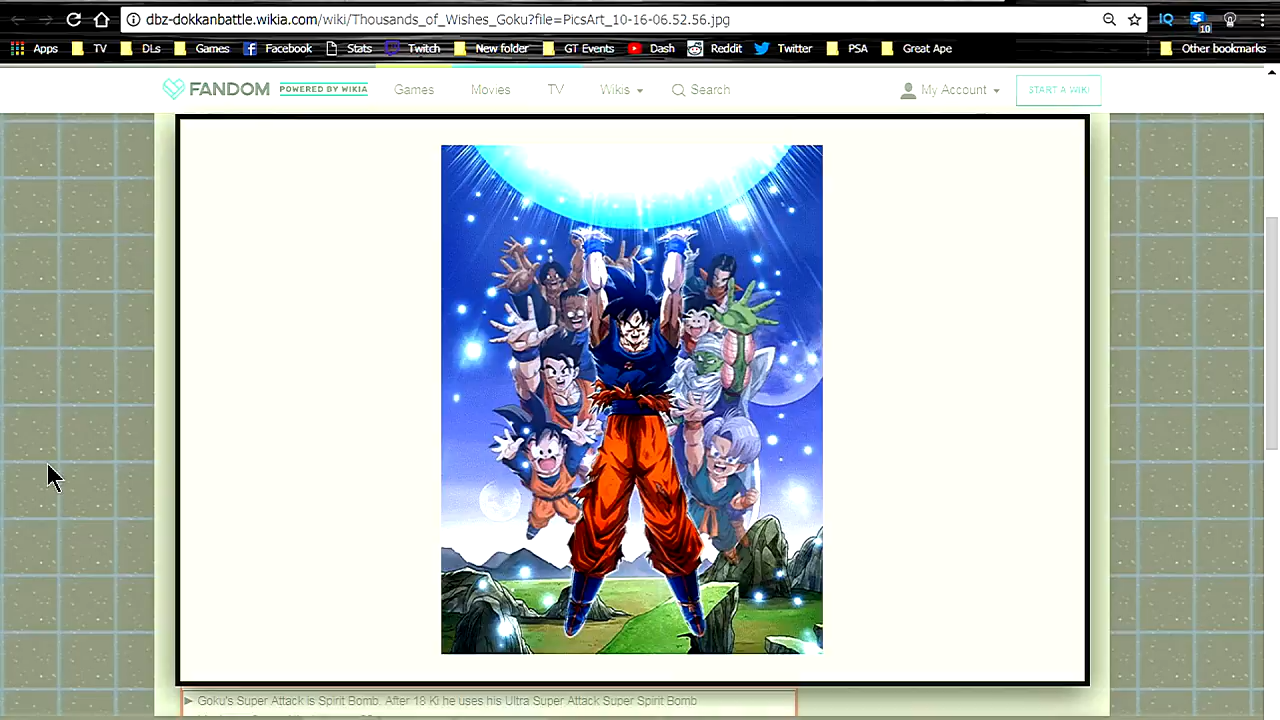 dbz-dokkanbattle.wikia.com/wiki/Thousands_of_Wishes_Goku?file=PicsArt_10-16-06.52.56.jpg
IQ
10
Apps TV DLs Games Facebook Stats Twitch New folder GT Events Dash Reddit Twitter PSA Great Ape Other bookmarks
FANDOM POWERED BY WIKIA Games Movies TV Wikis Search My Account START A WIKI
Goku's Super Attack is Spirit Bomb. After 18 Ki he uses his Ultra Super Attack Super Spirit Bomb